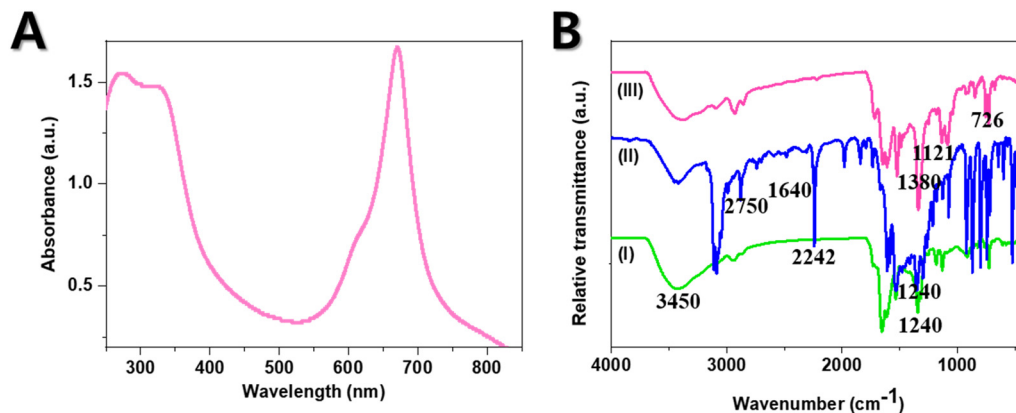 A
Absorbance (a.u.)
1.5
1.0
0.5
300 400 500 600 700 800
Wavelength (nm)
B
Relative transmittance (a.u.)
(III)
726
(II)
1121
2750 1640 1380
(I)
2242
3450
1240
1240
4000 3000 2000 1000
Wavenumber (cm-1)